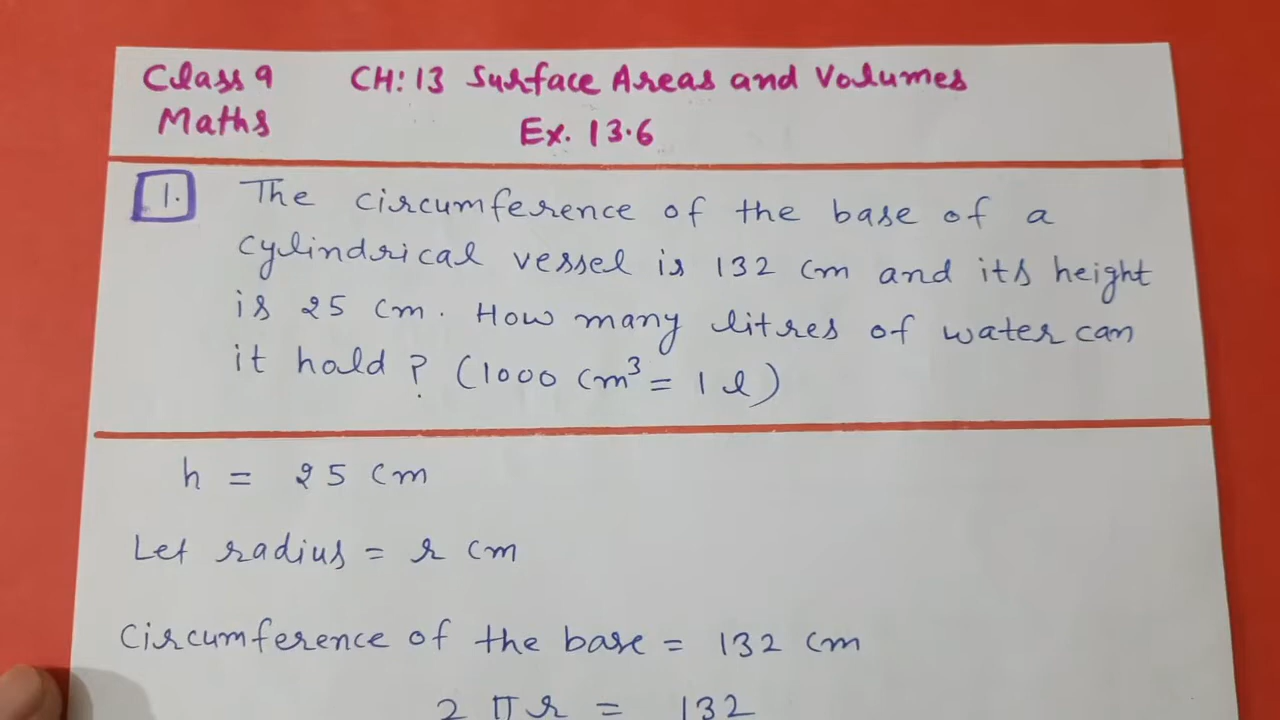 Class 9 CH: 13 Surface Areas and Volumes
Maths Ex. 13.6
1. The circumference of the base of a
cylindrical vessel is 132 cm and its height
is 25 cm. How many litres of water can
it hold? (1000 cm³ = 1 l)
h = 25 cm
Let radius = r cm
Circumference of the base = 132 cm
2 π r = 132